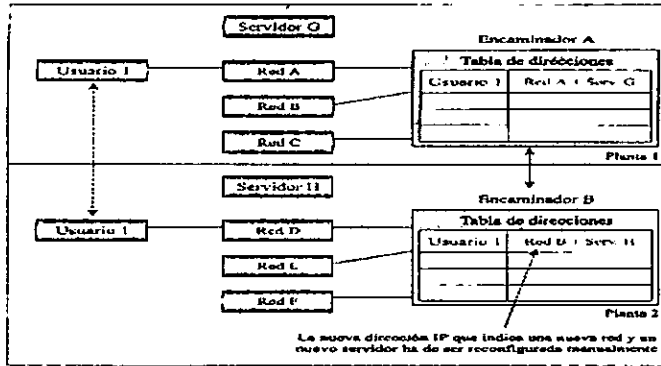 Servidor G
Encaminador A
Tabla de direcciones
Usuario 1
Red A
Usuario 1
Red A + Serv. G
Red B
Red C
Planta 1
Servidor H
Encaminador B
Tabla de direcciones
Usuario 1
Red D
Usuario 1
Red B + Serv. H
Red E
Red F
Planta 2
La nueva dirección IP que indica una nueva red y un
nuevo servidor ha de ser reconfigurada manualmente